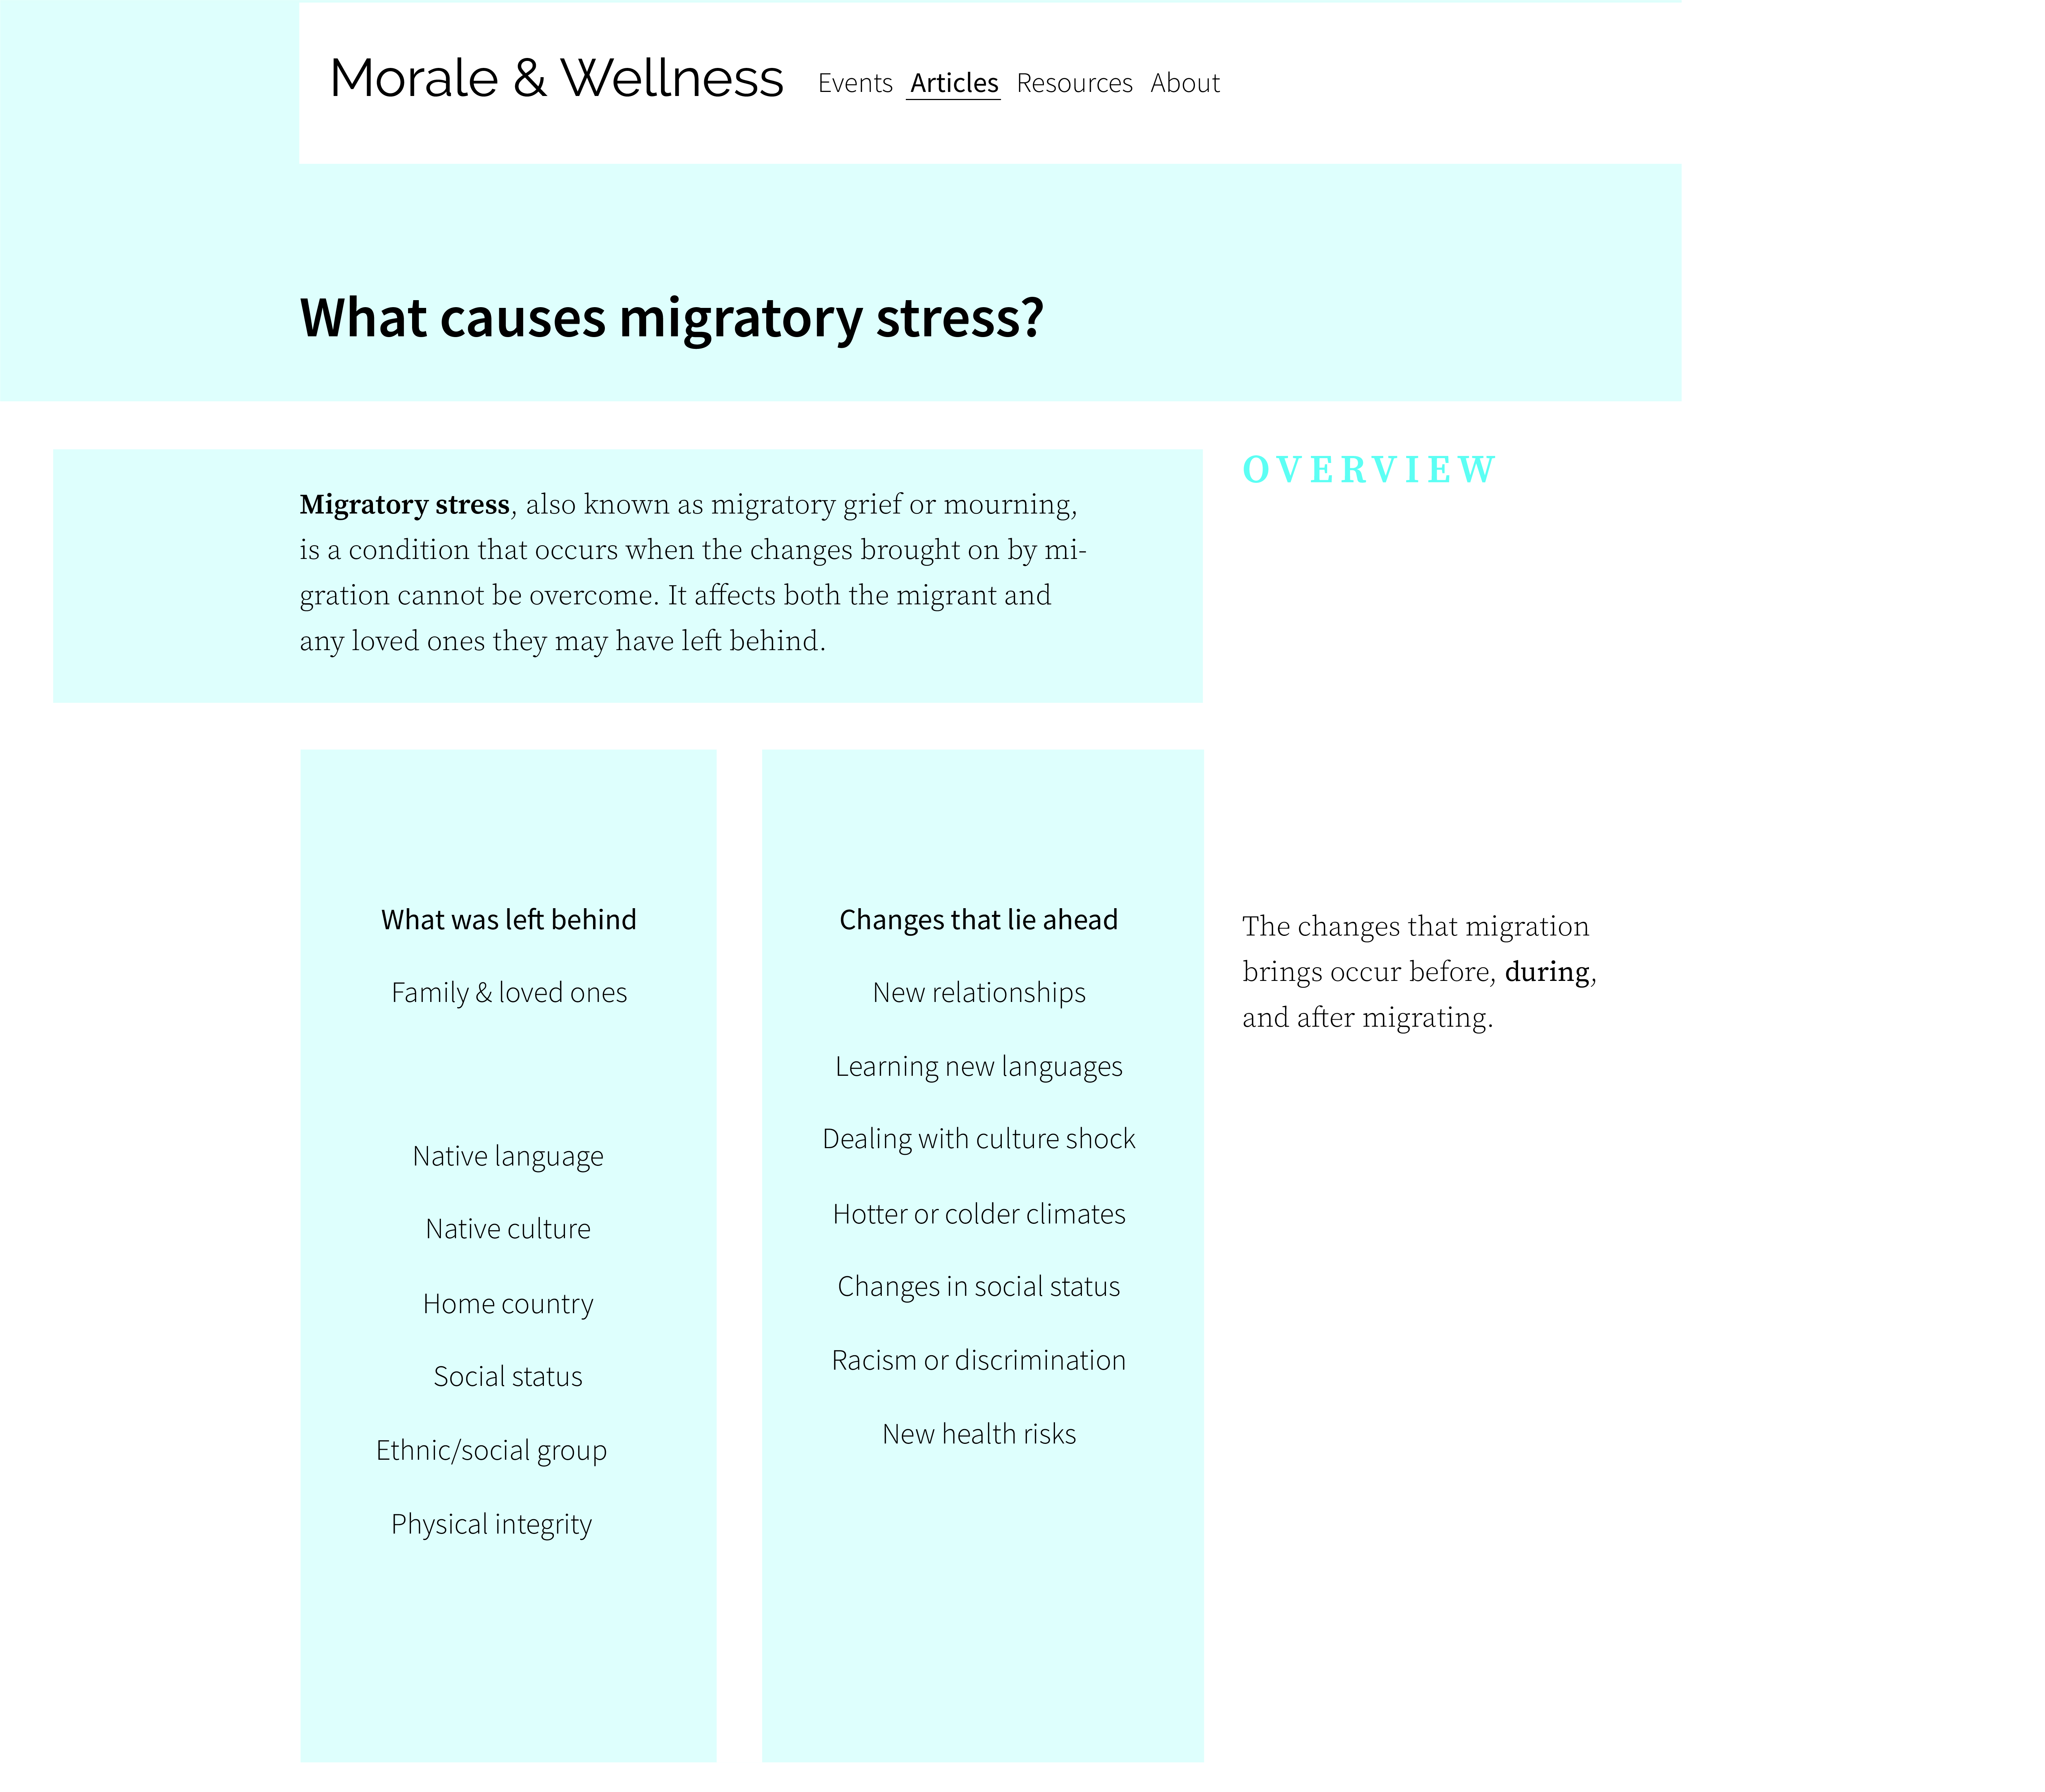 Morale & Wellness Events Articles Resources About
What causes migratory stress?
Migratory stress, also known as migratory grief or mourning,
is a condition that occurs when the changes brought on by mi-
gration cannot be overcome. It affects both the migrant and
any loved ones they may have left behind.
OVERVIEW
What was left behind
Family & loved ones
Native language
Native culture
Home country
Social status
Ethnic/social group
Physical integrity
Changes that lie ahead
New relationships
Learning new languages
Dealing with culture shock
Hotter or colder climates
Changes in social status
Racism or discrimination
New health risks
The changes that migration
brings occur before, during,
and after migrating.